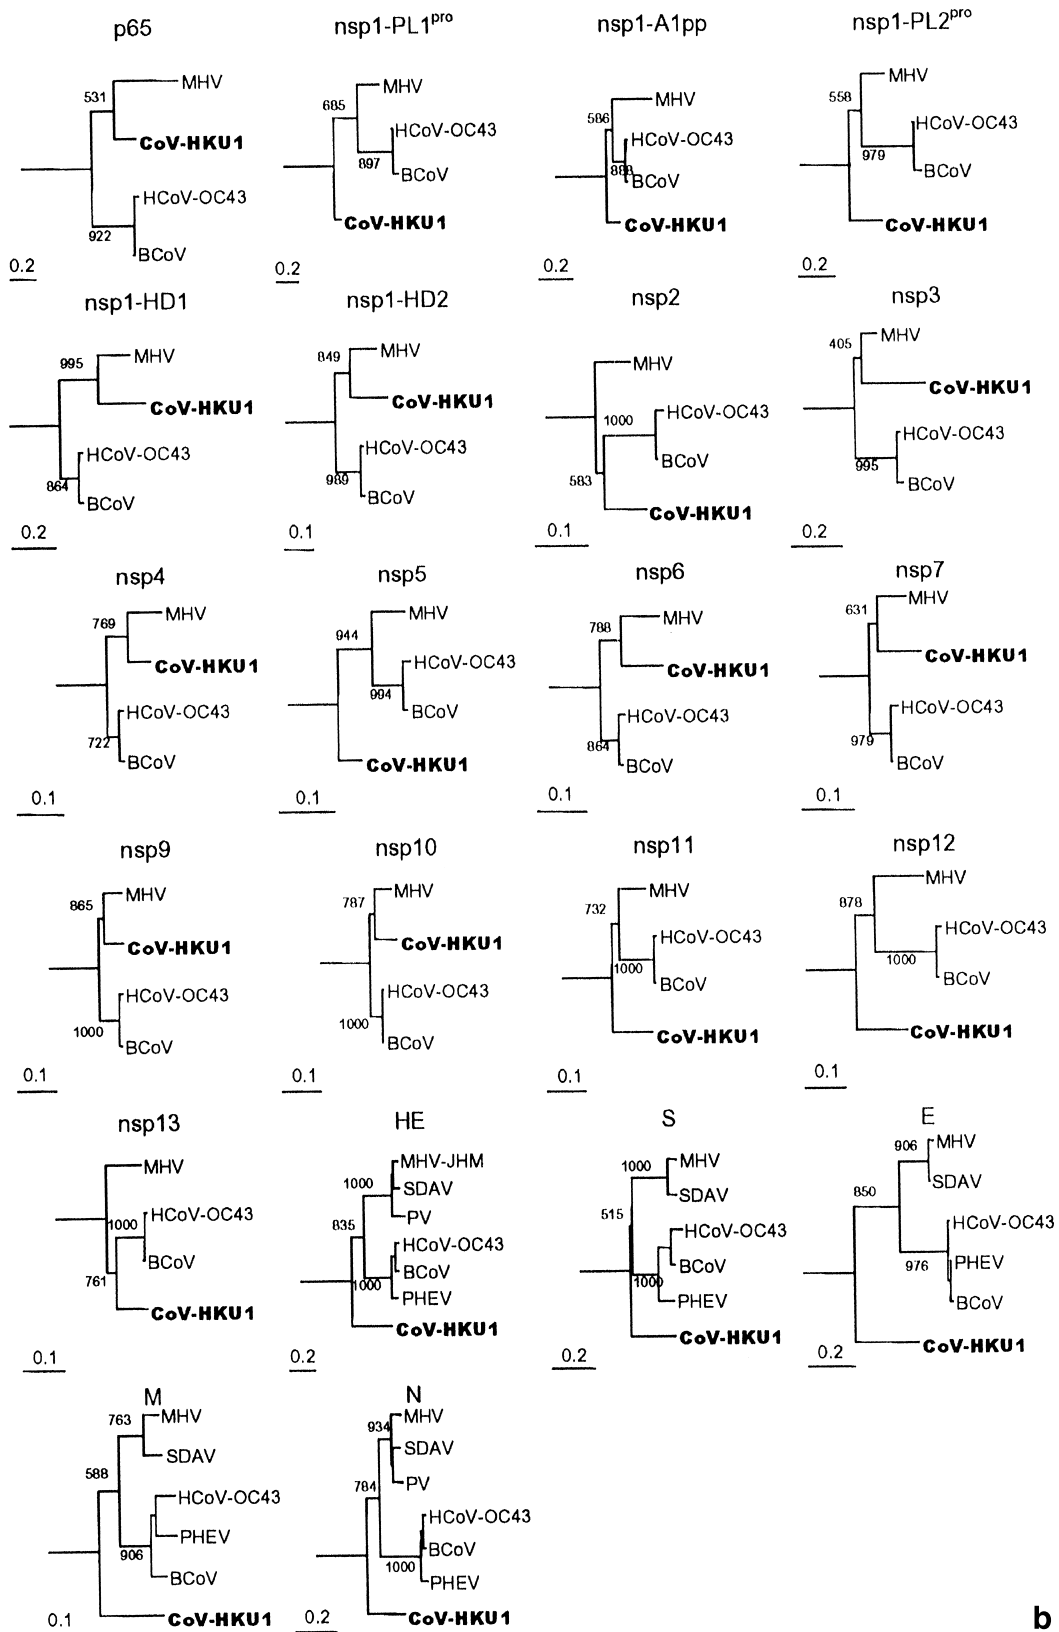 p65
nsp1-PL1pro
nsp1-A1pp
nsp1-PL2pro
531
MHV
CoV-HKU1
HCoV-OC43
922
BCoV
0.2
685
MHV
HCoV-OC43
897
BCoV
CoV-HKU1
0.2
586
MHV
HCoV-OC43
888
BCoV
CoV-HKU1
0.2
558
MHV
HCoV-OC43
979
BCoV
CoV-HKU1
0.2
nsp1-HD1
nsp1-HD2
nsp2
nsp3
995
MHV
CoV-HKU1
HCoV-OC43
864
BCoV
0.2
849
MHV
CoV-HKU1
HCoV-OC43
989
BCoV
0.1
MHV
1000
HCoV-OC43
BCoV
583
CoV-HKU1
0.1
405
MHV
CoV-HKU1
HCoV-OC43
995
BCoV
0.2
nsp4
nsp5
nsp6
nsp7
769
MHV
CoV-HKU1
HCoV-OC43
722
BCoV
0.1
944
MHV
HCoV-OC43
994
BCoV
CoV-HKU1
0.1
788
MHV
CoV-HKU1
HCoV-OC43
864
BCoV
0.1
631
MHV
CoV-HKU1
HCoV-OC43
979
BCoV
0.1
nsp9
nsp10
nsp11
nsp12
865
MHV
CoV-HKU1
HCoV-OC43
1000
BCoV
0.1
787
MHV
CoV-HKU1
HCoV-OC43
1000
BCoV
0.1
732
MHV
HCoV-OC43
1000
BCoV
CoV-HKU1
0.1
878
MHV
HCoV-OC43
1000
BCoV
CoV-HKU1
0.1
nsp13
HE
S
E
MHV
1000
HCoV-OC43
BCoV
761
CoV-HKU1
0.1
MHV-JHM
1000
SDAV
PV
835
HCoV-OC43
BCoV
1000
PHEV
CoV-HKU1
0.2
1000
MHV
SDAV
515
HCoV-OC43
BCoV
1000
PHEV
CoV-HKU1
0.2
906
MHV
SDAV
850
HCoV-OC43
976
PHEV
BCoV
CoV-HKU1
0.2
M
N
763
MHV
SDAV
588
HCoV-OC43
PHEV
906
BCoV
CoV-HKU1
0.1
934
MHV
SDAV
PV
784
HCoV-OC43
BCoV
1000
PHEV
CoV-HKU1
0.2
b